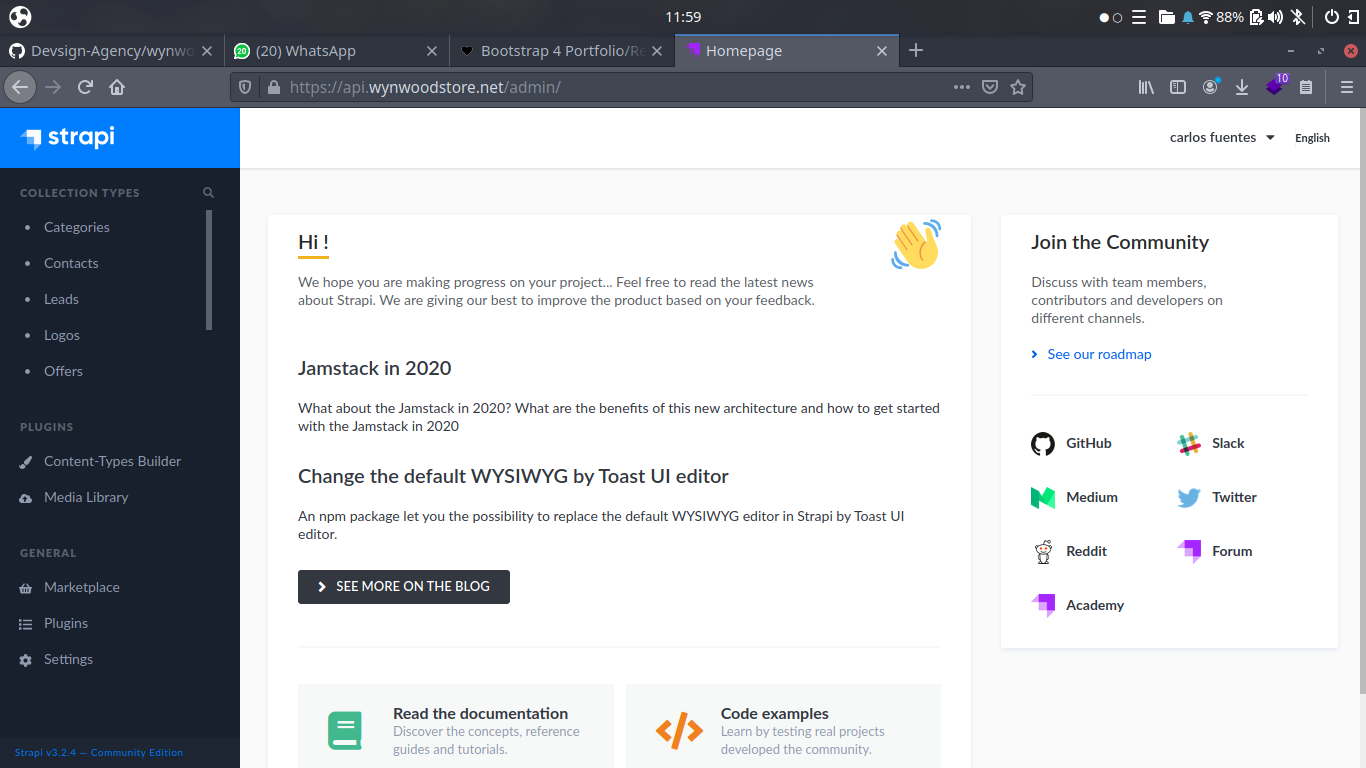 11:59
88%
Devsign-Agency/wynwo
(20) WhatsApp
Bootstrap 4 Portfolio/Re
Homepage
https://api.wynwoodstore.net/admin/
10
strapi
carlos fuentes
English
COLLECTION TYPES
Categories
Contacts
Leads
Logos
Offers
PLUGINS
Content-Types Builder
Media Library
GENERAL
Marketplace
Plugins
Settings
Strapi v3.2.4 — Community Edition
Hi !
We hope you are making progress on your project... Feel free to read the latest news
about Strapi. We are giving our best to improve the product based on your feedback.
Jamstack in 2020
What about the Jamstack in 2020? What are the benefits of this new architecture and how to get started
with the Jamstack in 2020
Change the default WYSIWYG by Toast UI editor
An npm package let you the possibility to replace the default WYSIWYG editor in Strapi by Toast UI
editor.
SEE MORE ON THE BLOG
Read the documentation
Discover the concepts, reference
guides and tutorials.
Code examples
Learn by testing real projects
developed the community.
Join the Community
Discuss with team members,
contributors and developers on
different channels.
See our roadmap
GitHub
Slack
Medium
Twitter
Reddit
Forum
Academy